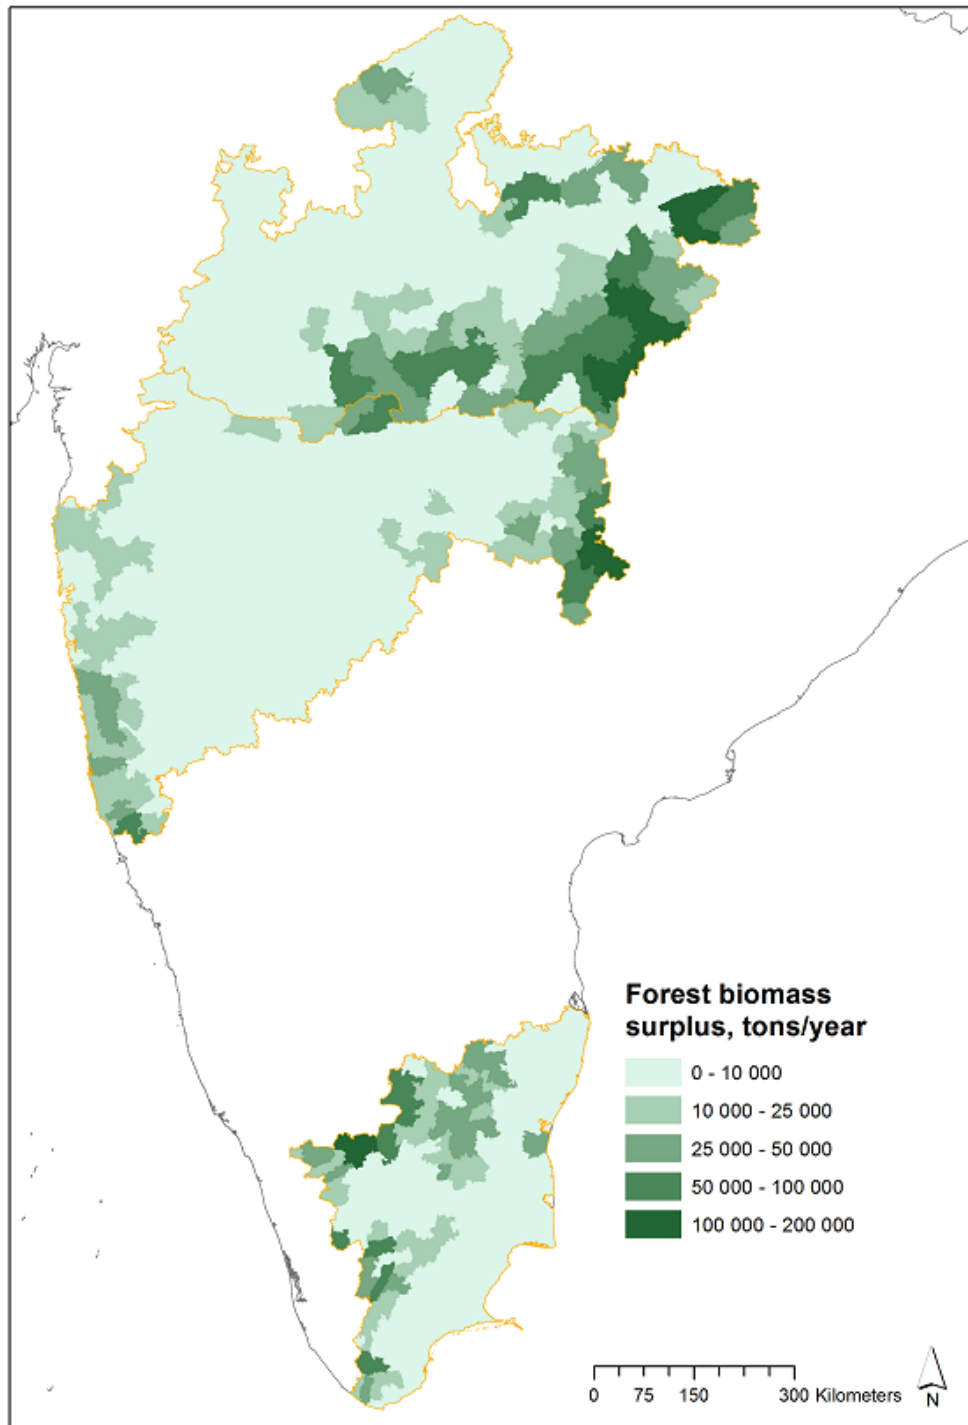 Forest biomass
surplus, tons/year
0 - 10 000
10 000 - 25 000
25 000 - 50 000
50 000 - 100 000
100 000 - 200 000
0 75 150 300 Kilometers
N